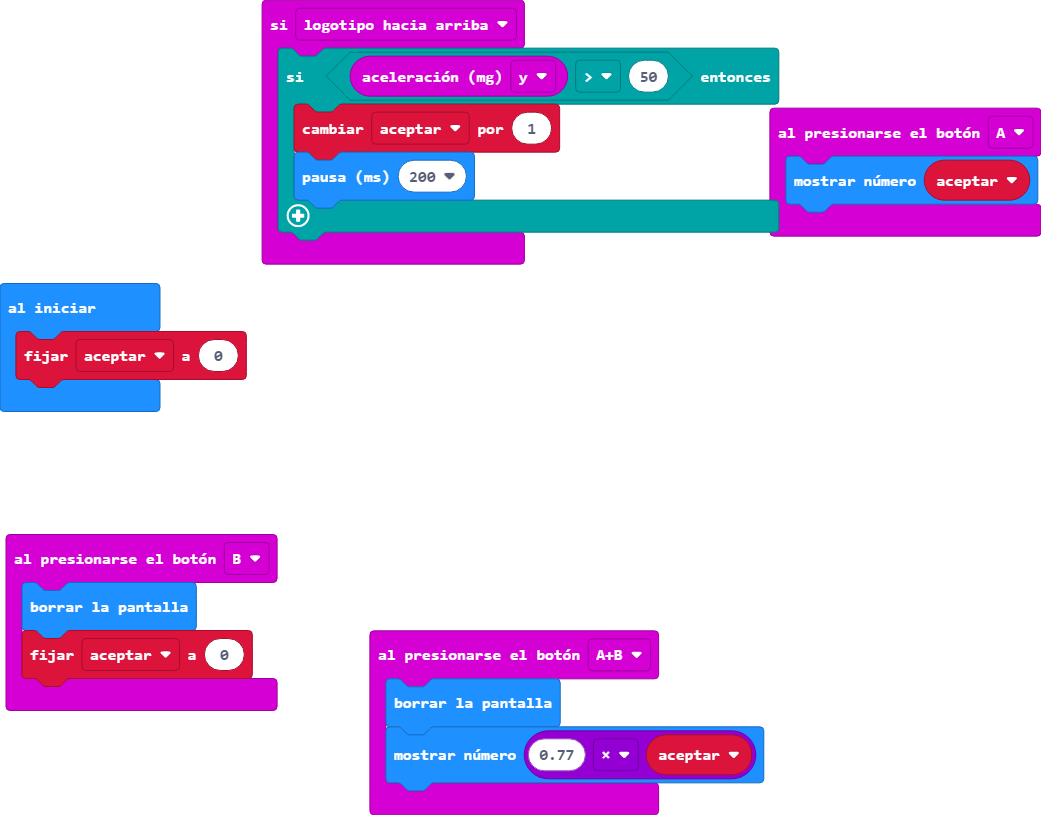 si logotipo hacia arriba
si aceleración (mg) y > 50 entonces
cambiar aceptar por 1
pausa (ms) 200
al presionarse el botón A
mostrar número aceptar
al iniciar
fijar aceptar a 0
al presionarse el botón B
borrar la pantalla
fijar aceptar a 0
al presionarse el botón A+B
borrar la pantalla
mostrar número 0.77 × aceptar